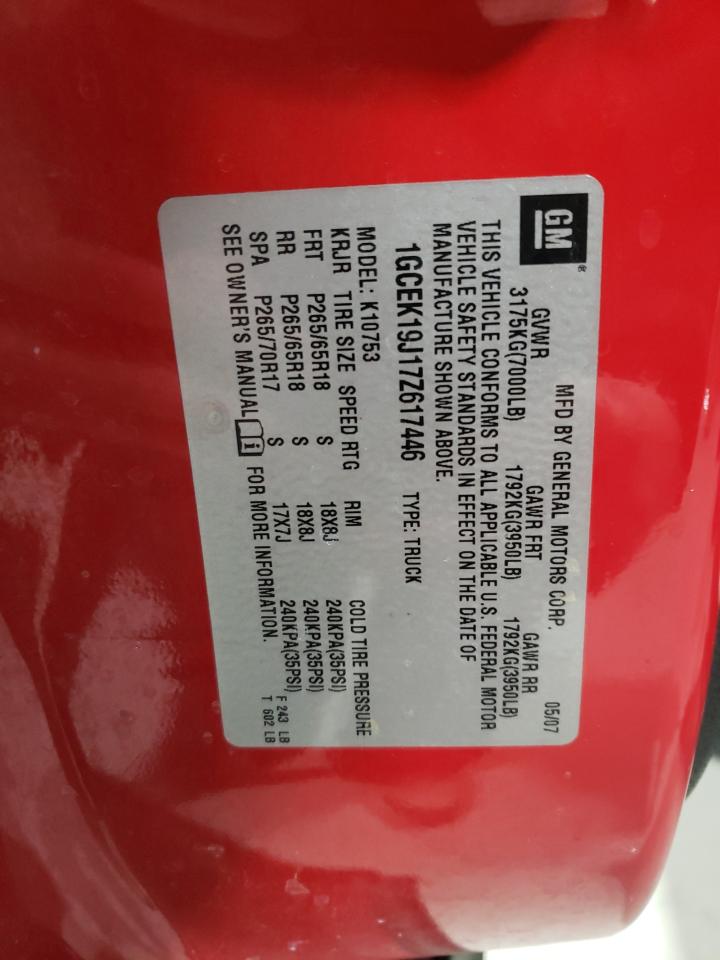 GM®
MFD BY GENERAL MOTORS CORP. 05/07
GVWR GAWR FRT GAWR RR
3175KG(7000LB) 1792KG(3950LB) 1792KG(3950LB)
THIS VEHICLE CONFORMS TO ALL APPLICABLE U.S. FEDERAL MOTOR
VEHICLE SAFETY STANDARDS IN EFFECT ON THE DATE OF
MANUFACTURE SHOWN ABOVE.
1GCEK19J17Z617446 TYPE: TRUCK
MODEL: K10753
KRJR TIRE SIZE SPEED RTG RIM COLD TIRE PRESSURE
FRT P265/65R18 S 18X8J 240KPA(35PSI)
RR P265/65R18 S 18X8J 240KPA(35PSI)
SPA P265/70R17 S 17X7J 240KPA(35PSI)
SEE OWNER'S MANUAL FOR MORE INFORMATION.
F 243 LB
T 602 LB